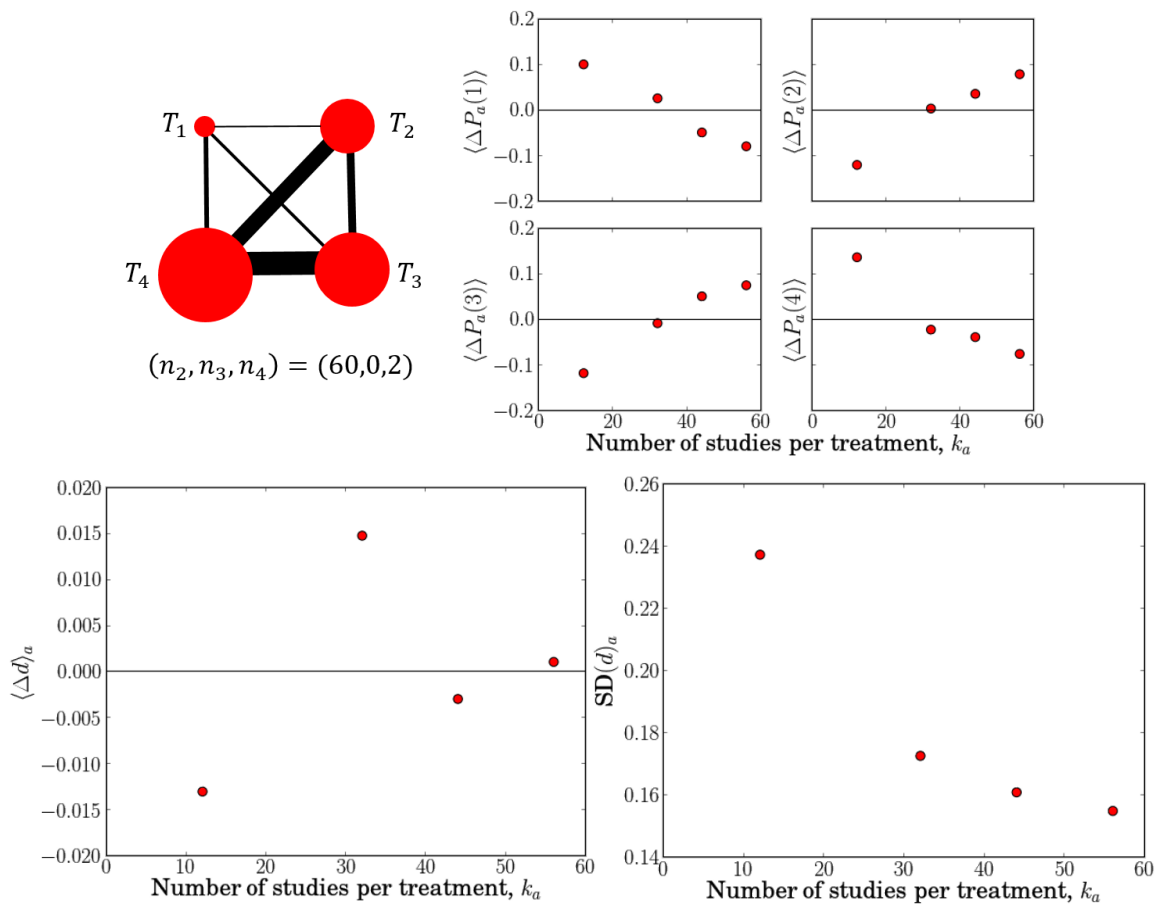 T₁
T₂
T₄
T₃
(n₂, n₃, n₄) = (60,0,2)
⟨ΔPₐ(1)⟩
0.2
0.1
0.0
−0.1
−0.2
⟨ΔPₐ(2)⟩
⟨ΔPₐ(3)⟩
0.2
0.1
0.0
−0.1
−0.2
0 20 40 60
⟨ΔPₐ(4)⟩
0 20 40 60
Number of studies per treatment, kₐ
⟨Δd⟩ₐ
0.020
0.015
0.010
0.005
0.000
−0.005
−0.010
−0.015
−0.020
0 10 20 30 40 50 60
Number of studies per treatment, kₐ
SD(d)ₐ
0.26
0.24
0.22
0.20
0.18
0.16
0.14
0 10 20 30 40 50 60
Number of studies per treatment, kₐ